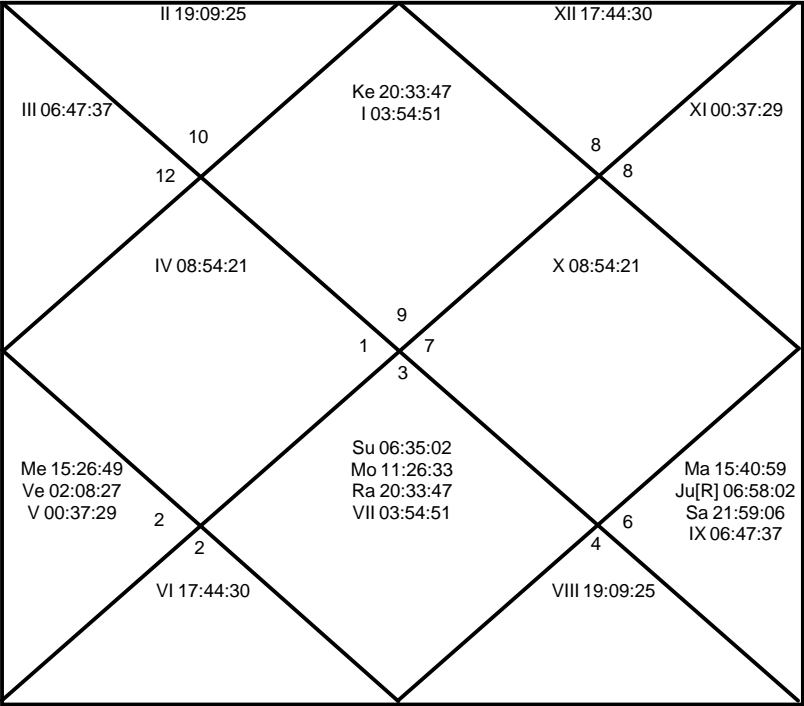 II 19:09:25
XII 17:44:30
Ke 20:33:47
I 03:54:51
III 06:47:37
XI 00:37:29
10
8
12
8
IV 08:54:21
X 08:54:21
9
1
7
3
Su 06:35:02
Mo 11:26:33
Ra 20:33:47
VII 03:54:51
Me 15:26:49
Ve 02:08:27
V 00:37:29
Ma 15:40:59
Ju[R] 06:58:02
Sa 21:59:06
IX 06:47:37
2
6
2
4
VI 17:44:30
VIII 19:09:25